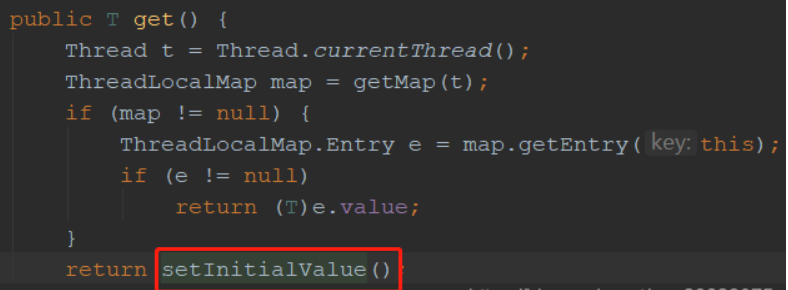 public T get() {
Thread t = Thread.currentThread();
ThreadLocalMap map = getMap(t);
if (map != null) {
ThreadLocalMap.Entry e = map.getEntry( key: this);
if (e != null)
return (T)e.value;
}
return setInitialValue();